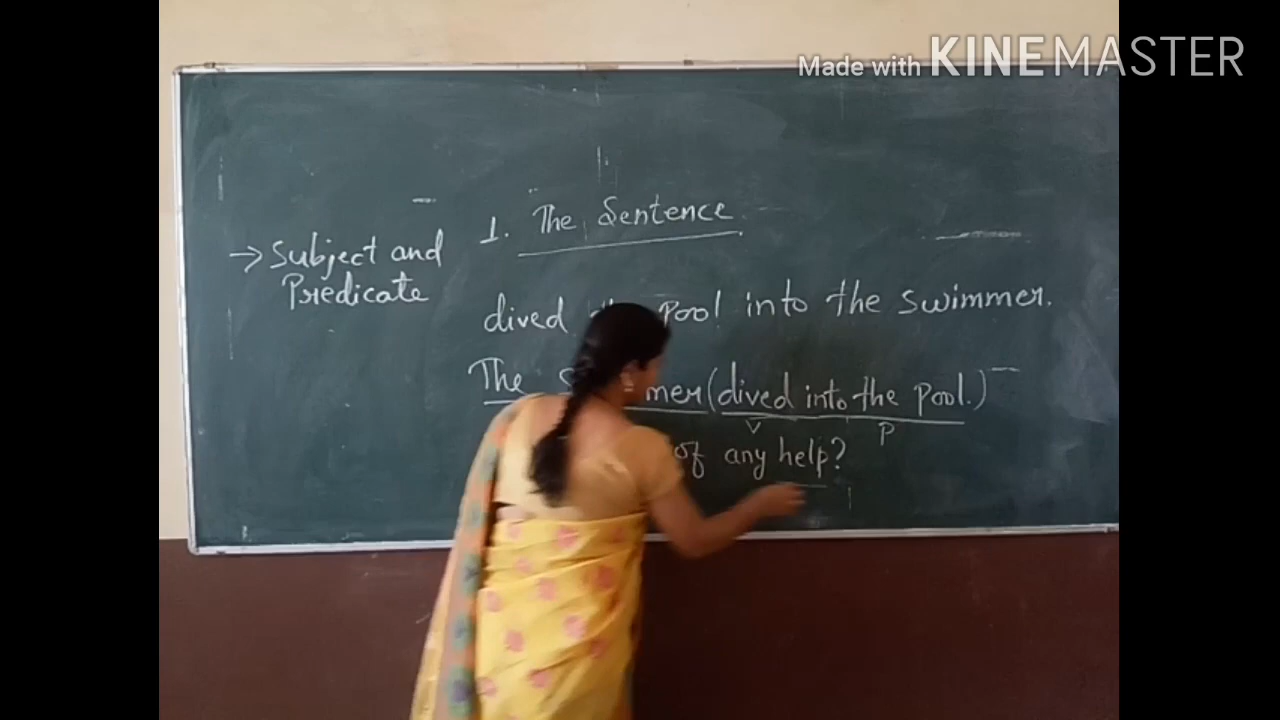 Made with KINEMASTER
1. The Sentence
→ Subject and
Predicate
dived pool into the swimmer.
The (dived into the pool.)
V P
of any help?